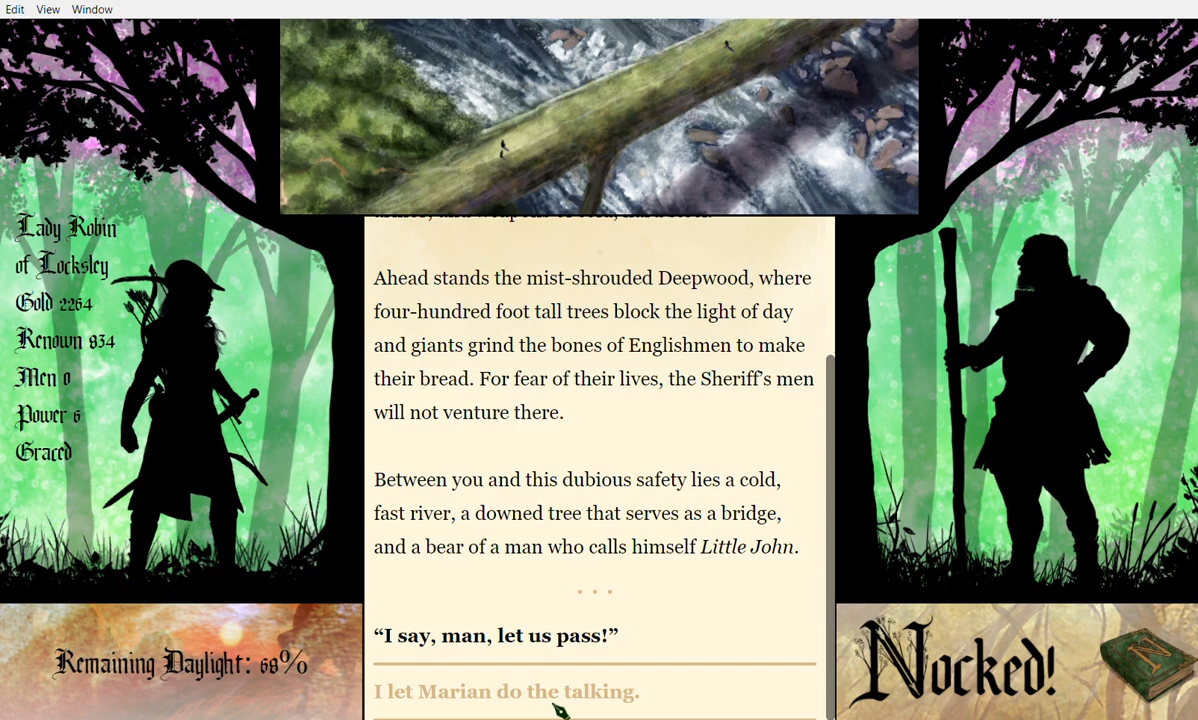 Edit View Window
Lady Robin
of Locksley
Gold 2264
Renown 834
Men 0
Power 6
Graced
Ahead stands the mist-shrouded Deepwood, where
four-hundred foot tall trees block the light of day
and giants grind the bones of Englishmen to make
their bread. For fear of their lives, the Sheriff’s men
will not venture there.
Between you and this dubious safety lies a cold,
fast river, a downed tree that serves as a bridge,
and a bear of a man who calls himself Little John.
• • •
“I say, man, let us pass!”
I let Marian do the talking.
Remaining Daylight: 68%
Nocked!
N